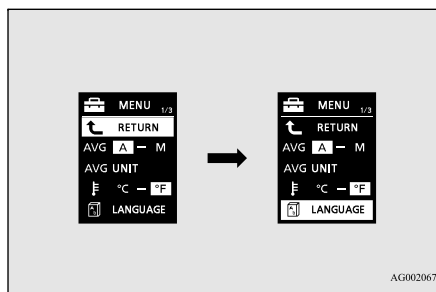 MENU 1/3
RETURN
AVG A – M
AVG UNIT
°C – °F
LANGUAGE
MENU 1/3
RETURN
AVG A – M
AVG UNIT
°C – °F
LANGUAGE
AG002067